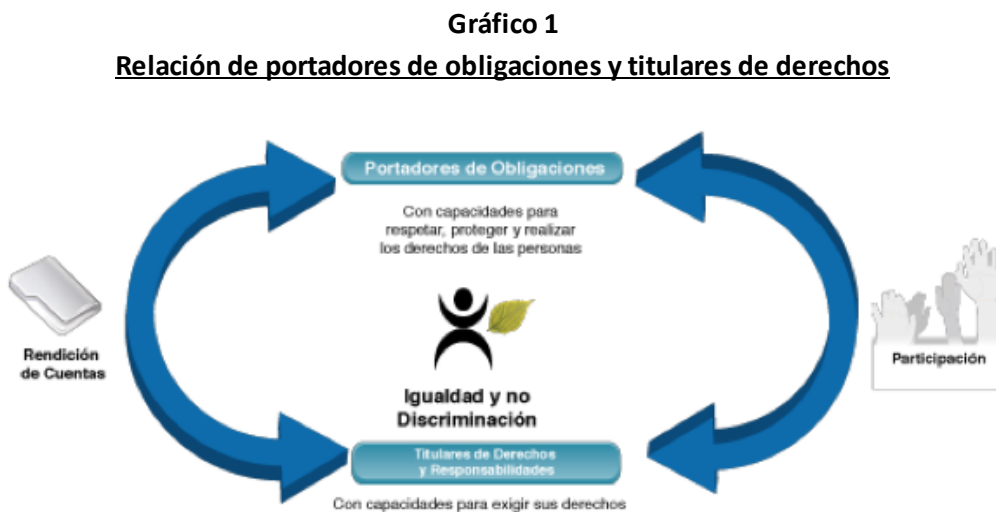 Gráfico 1
Relación de portadores de obligaciones y titulares de derechos
Portadores de Obligaciones
Con capacidades para
respetar, proteger y realizar
los derechos de las personas
Rendición
de Cuentas
Participación
Igualdad y no
Discriminación
Titulares de Derechos
y Responsabilidades
Con capacidades para exigir sus derechos